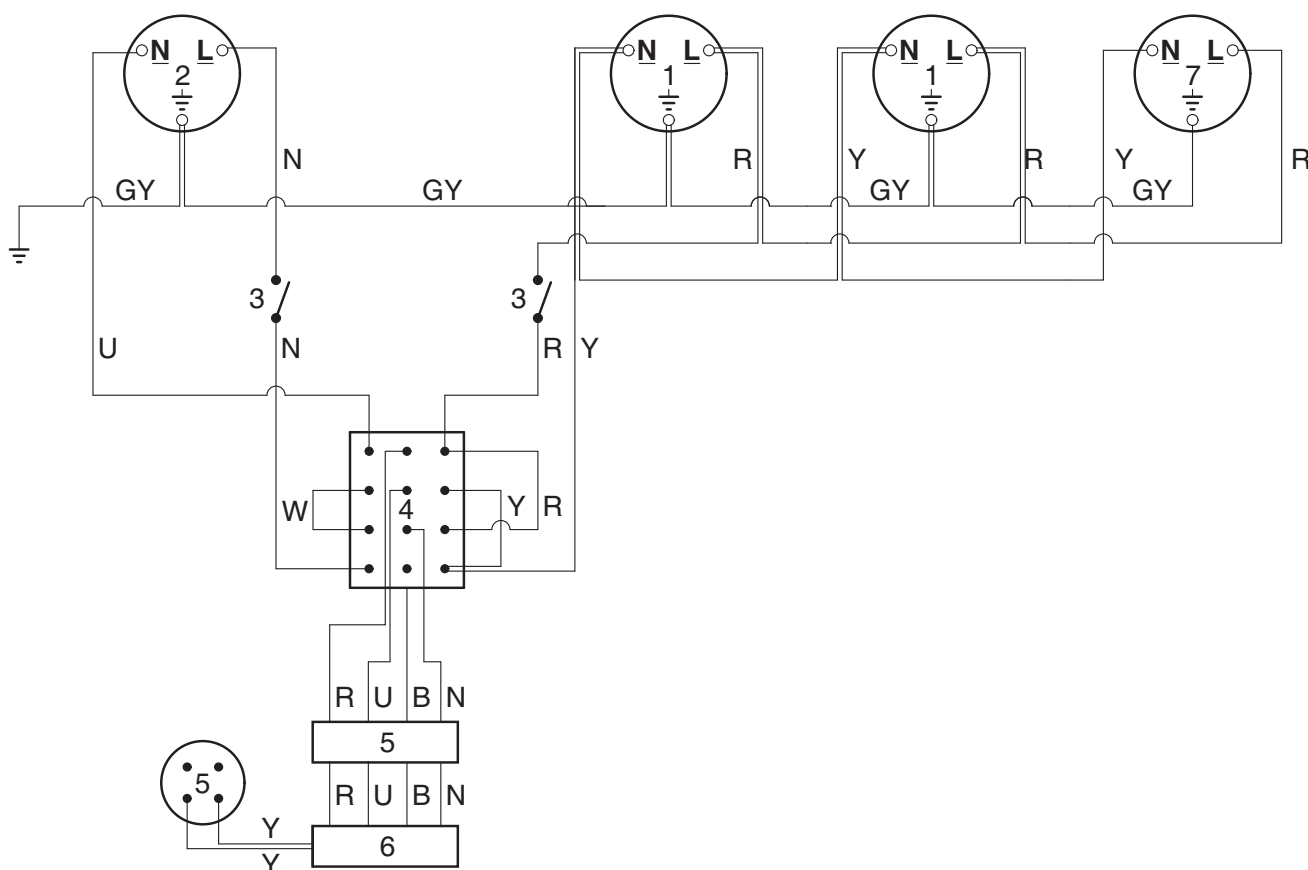 N L N L N L N L
2 1 1 7
N R Y R Y R
GY GY GY GY
3 3
U N R Y
W 4 Y R
R U B N
5
5 R U B N
Y
6
Y